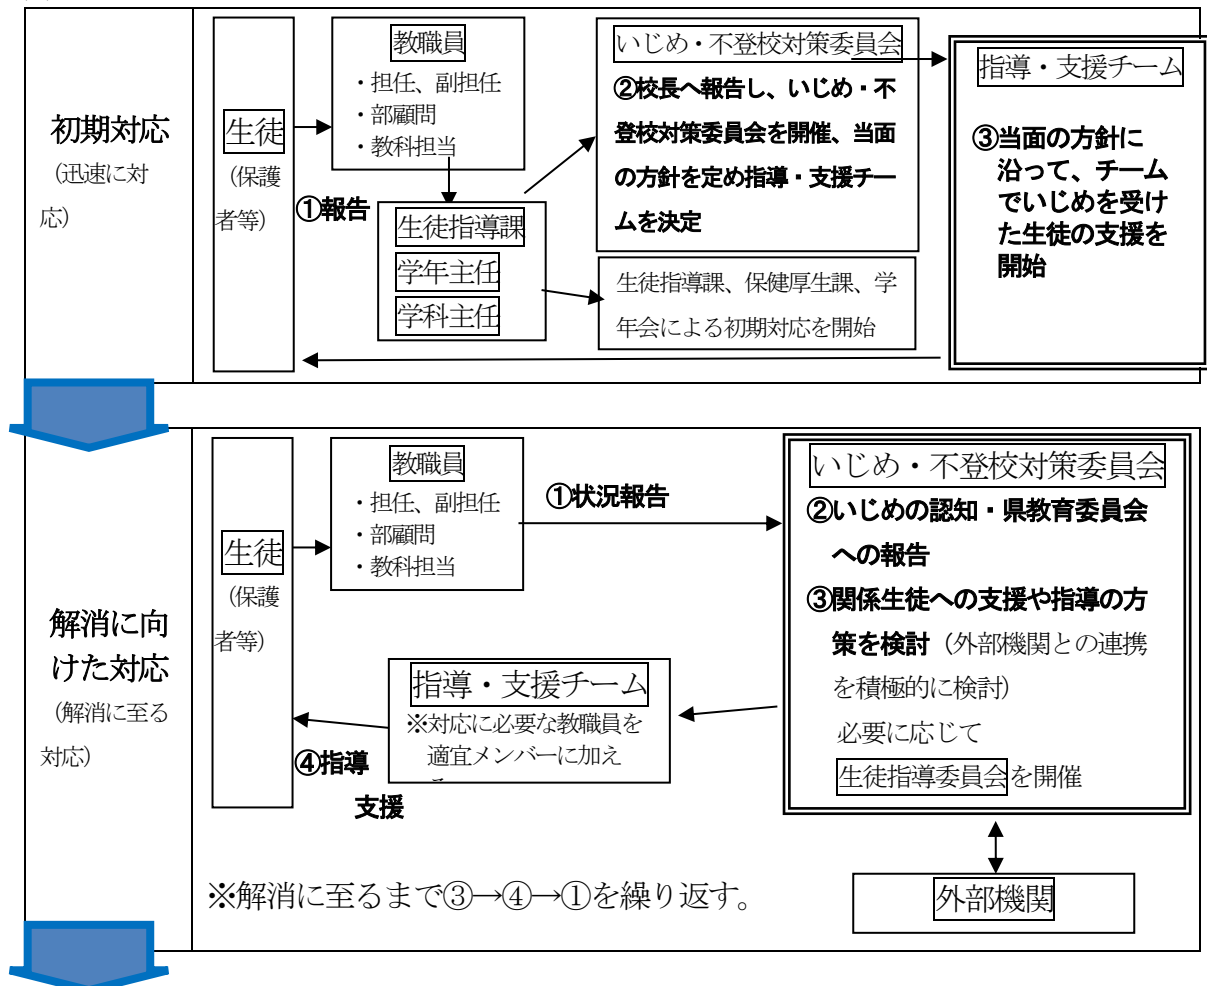 初期対応
(迅速に対
応)
生徒
(保護
者等)
教職員
・担任、副担任
・部顧問
・教科担当
①報告
生徒指導課
学年主任
学科主任
いじめ・不登校対策委員会
②校長へ報告し、いじめ・不
登校対策委員会を開催、当面
の方針を定め指導・支援チー
ムを決定
生徒指導課、保健厚生課、学
年会による初期対応を開始
指導・支援チーム
③当面の方針に
沿って、チーム
でいじめを受け
た生徒の支援を
開始
解消に向
けた対応
(解消に至る
対応)
生徒
(保護
者等)
教職員
・担任、副担任
・部顧問
・教科担当
①状況報告
いじめ・不登校対策委員会
②いじめの認知・県教育委員会
への報告
③関係生徒への支援や指導の方
策を検討(外部機関との連携
を積極的に検討)
必要に応じて
生徒指導委員会を開催
指導・支援チーム
※対応に必要な教職員を
適宜メンバーに加え
④指導
支援
※解消に至るまで③→④→①を繰り返す。
外部機関